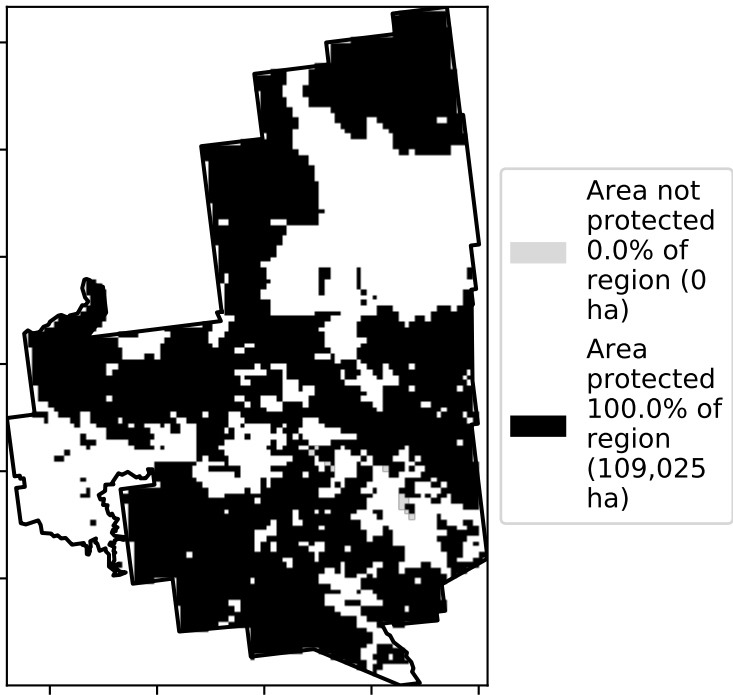 Area not
protected
0.0% of
region (0
ha)
Area
protected
100.0% of
region
(109,025
ha)